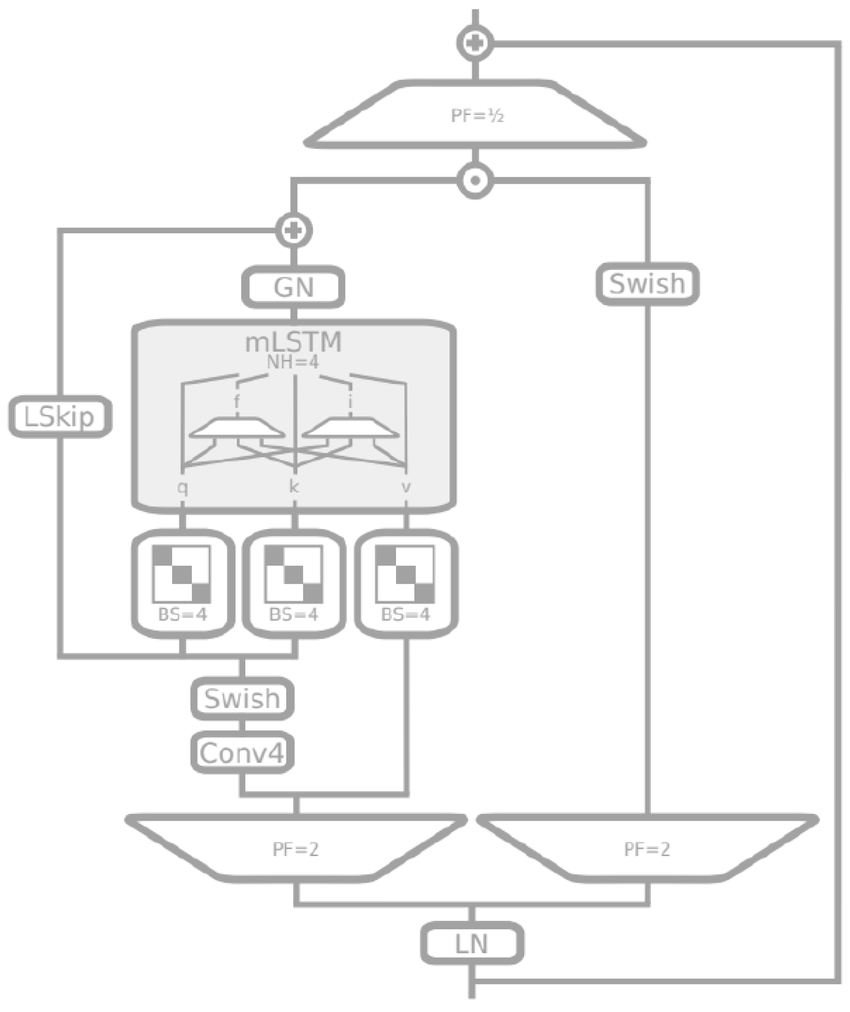 PF=½
GN
Swish
mLSTM
NH=4
f i
LSkip
q k v
BS=4 BS=4 BS=4
Swish
Conv4
PF=2 PF=2
LN